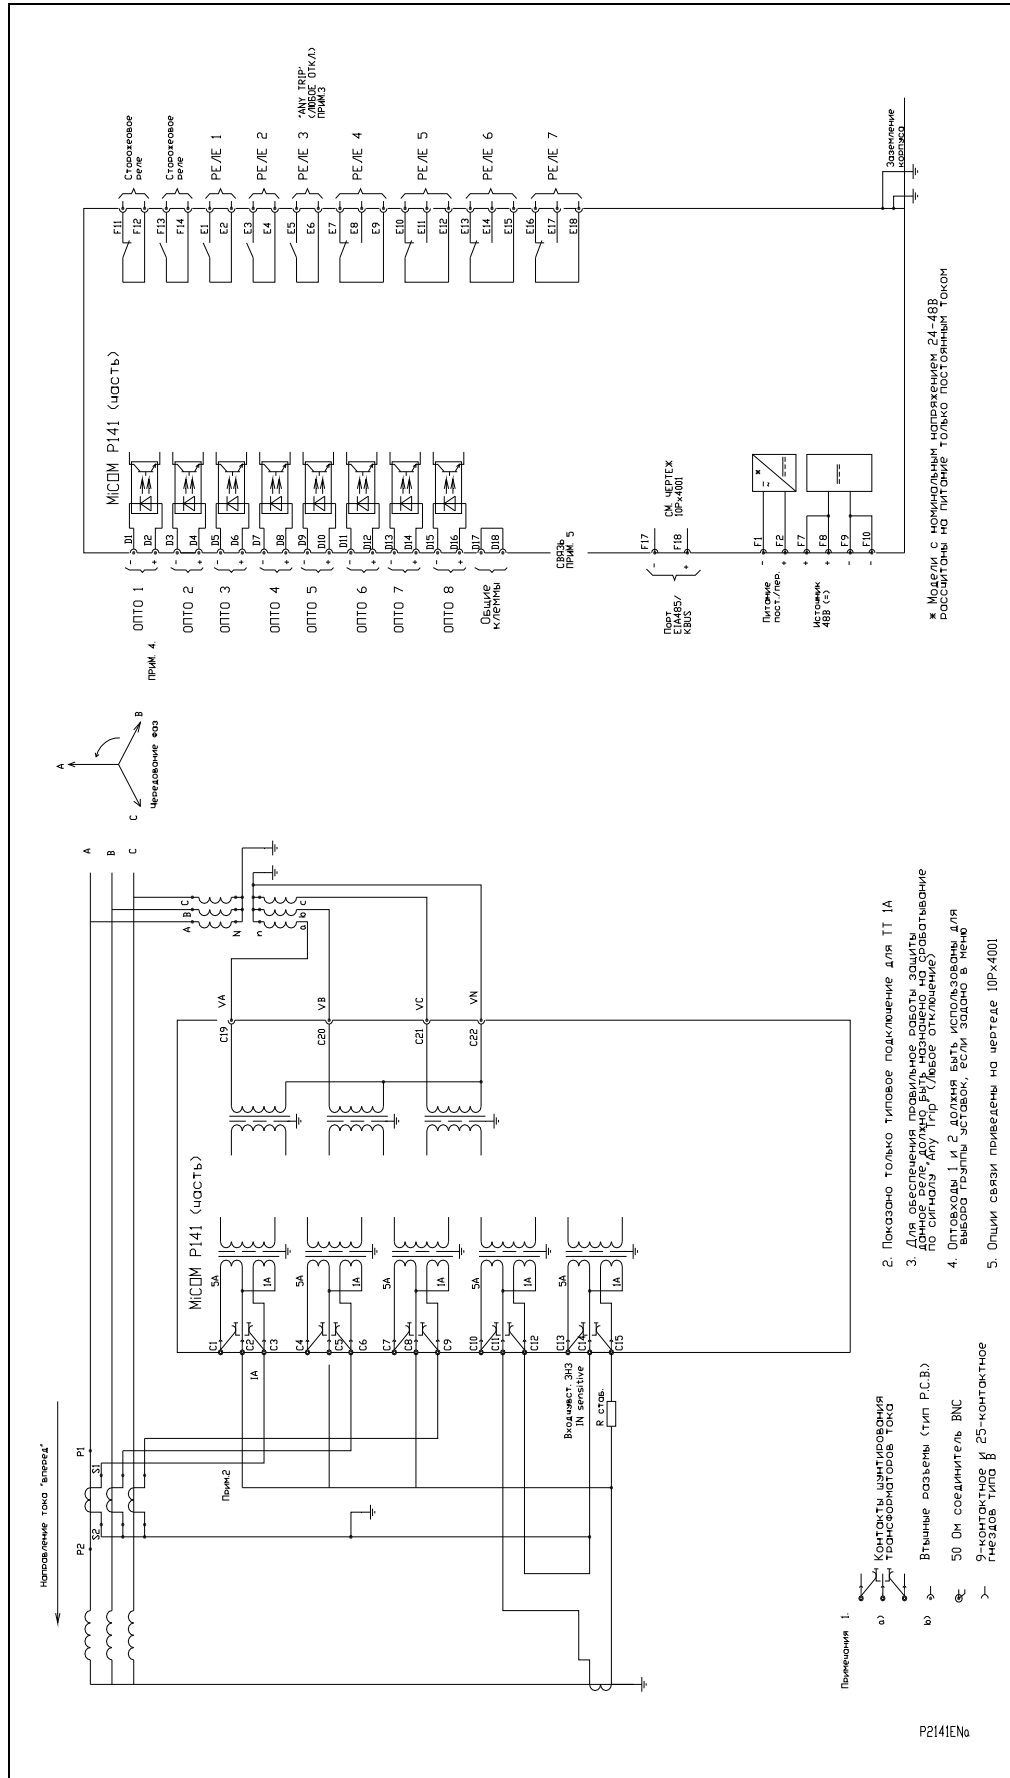 Направление тока "вперед"
P2
P1
S2
S1
A
B
C
A
B
C
Чередование фаз
A
B
C
N
n
a
b
c
Прим.2
1A
MiCOM P141 (часть)
5A
1A
5A
1A
5A
1A
5A
1A
5A
1A
C1
C2
C3
C4
C5
C6
C7
C8
C9
C10
C11
C12
C13
C14
C15
Вход чувст. ЗНЗ
IN sensitive
R стаб.
C19
VA
C20
VB
C21
VC
C22
VN
ПРИМ. 4.
MiCOM P141 (часть)
ОПТО 1
-
D1
+
D2
ОПТО 2
-
D3
+
D4
ОПТО 3
-
D5
+
D6
ОПТО 4
-
D7
+
D8
ОПТО 5
-
D9
+
D10
ОПТО 6
-
D11
+
D12
ОПТО 7
-
D13
+
D14
ОПТО 8
-
D15
+
D16
Общие
клеммы
D17
D18
СВЯЗЬ
ПРИМ. 5
Порт
EIA485/
KBUS
-
F17
+
F18
СМ. ЧЕРТЕЖ
10Px4001
Питание
пост./пер.
-
F1
+
F2
*
~
Источник
48В (=)
+
F7
+
F8
-
F9
-
F10
F11
F12
Сторожевое
реле
F13
F14
Сторожевое
реле
E1
E2
РЕЛЕ 1
E3
E4
РЕЛЕ 2
E5
E6
РЕЛЕ 3
"ANY TRIP"
(ЛЮБОЕ ОТКЛ.)
ПРИМ.3
E7
E8
E9
РЕЛЕ 4
E10
E11
E12
РЕЛЕ 5
E13
E14
E15
РЕЛЕ 6
E16
E17
E18
РЕЛЕ 7
Заземление
корпуса
* Модели с номинальным напряжением 24-48В
рассчитаны на питание только постоянным током
Примечания 1.
a)
Контакты шунтирования
трансформаторов тока
b)
Втычные разъемы (тип P.C.B.)
50 Ом соединитель BNC
9-контактное и 25-контактное
гнездов типа В
2. Показано только типовое подключение для ТТ 1А
3. Для обеспечения правильное работы защиты
данное реле должно быть назначено на срабатывание
по сигналу "Any Trip" (Любое отключение)
4. Оптовходы 1 и 2 должня быть использованы для
выбора группы уставок, если задано в меню
5. Опции связи приведены на чертеде 10Px4001
P2141ENa